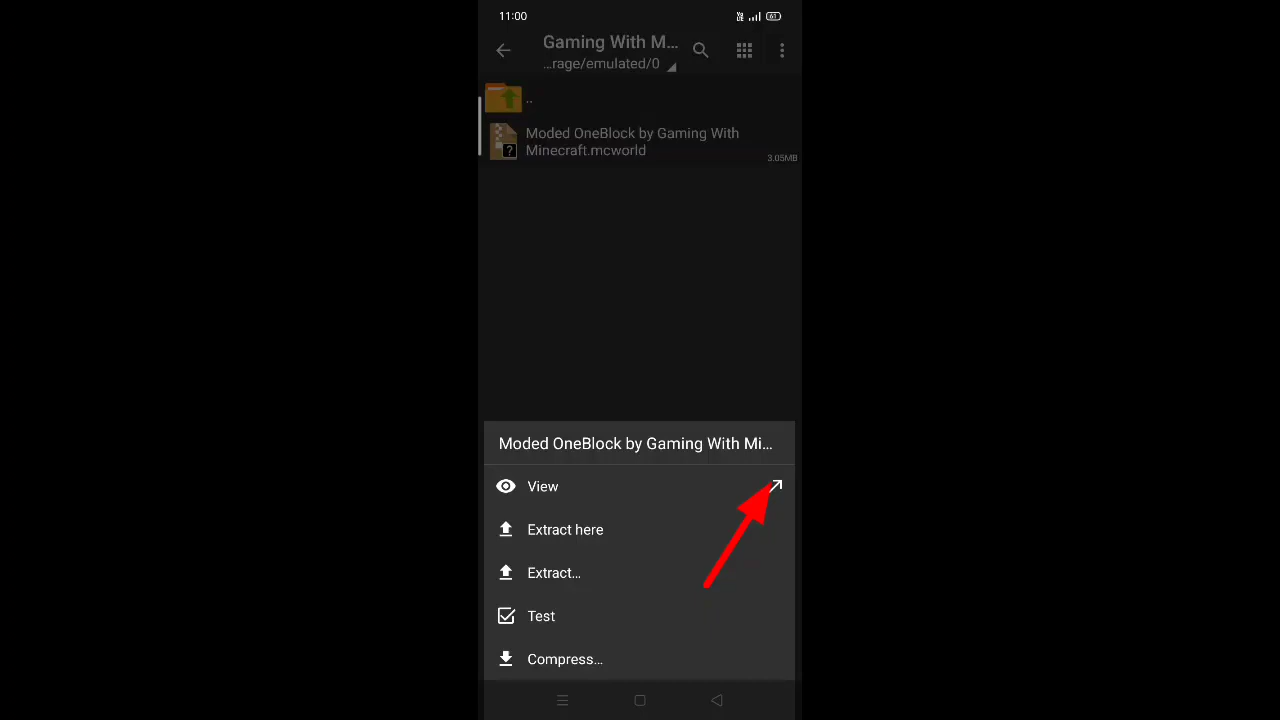 11:00
61
Gaming With M...
...rage/emulated/0
..
Moded OneBlock by Gaming With
Minecraft.mcworld
3.05MB
Moded OneBlock by Gaming With Mi...
View
Extract here
Extract...
Test
Compress...